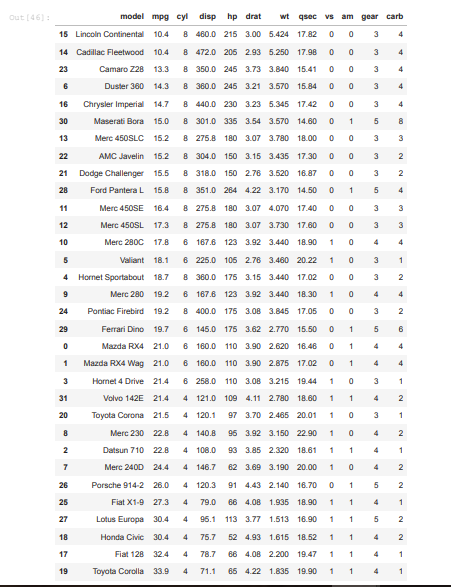 Out[46]:
model mpg cyl disp hp drat wt qsec vs am gear carb
15 Lincoln Continental 10.4 8 460.0 215 3.00 5.424 17.82 0 0 3 4
14 Cadillac Fleetwood 10.4 8 472.0 205 2.93 5.250 17.98 0 0 3 4
23 Camaro Z28 13.3 8 350.0 245 3.73 3.840 15.41 0 0 3 4
6 Duster 360 14.3 8 360.0 245 3.21 3.570 15.84 0 0 3 4
16 Chrysler Imperial 14.7 8 440.0 230 3.23 5.345 17.42 0 0 3 4
30 Maserati Bora 15.0 8 301.0 335 3.54 3.570 14.60 0 1 5 8
13 Merc 450SLC 15.2 8 275.8 180 3.07 3.780 18.00 0 0 3 3
22 AMC Javelin 15.2 8 304.0 150 3.15 3.435 17.30 0 0 3 2
21 Dodge Challenger 15.5 8 318.0 150 2.76 3.520 16.87 0 0 3 2
28 Ford Pantera L 15.8 8 351.0 264 4.22 3.170 14.50 0 1 5 4
11 Merc 450SE 16.4 8 275.8 180 3.07 4.070 17.40 0 0 3 3
12 Merc 450SL 17.3 8 275.8 180 3.07 3.730 17.60 0 0 3 3
10 Merc 280C 17.8 6 167.6 123 3.92 3.440 18.90 1 0 4 4
5 Valiant 18.1 6 225.0 105 2.76 3.460 20.22 1 0 3 1
4 Hornet Sportabout 18.7 8 360.0 175 3.15 3.440 17.02 0 0 3 2
9 Merc 280 19.2 6 167.6 123 3.92 3.440 18.30 1 0 4 4
24 Pontiac Firebird 19.2 8 400.0 175 3.08 3.845 17.05 0 0 3 2
29 Ferrari Dino 19.7 6 145.0 175 3.62 2.770 15.50 0 1 5 6
0 Mazda RX4 21.0 6 160.0 110 3.90 2.620 16.46 0 1 4 4
1 Mazda RX4 Wag 21.0 6 160.0 110 3.90 2.875 17.02 0 1 4 4
3 Hornet 4 Drive 21.4 6 258.0 110 3.08 3.215 19.44 1 0 3 1
31 Volvo 142E 21.4 4 121.0 109 4.11 2.780 18.60 1 1 4 2
20 Toyota Corona 21.5 4 120.1 97 3.70 2.465 20.01 1 0 3 1
8 Merc 230 22.8 4 140.8 95 3.92 3.150 22.90 1 0 4 2
2 Datsun 710 22.8 4 108.0 93 3.85 2.320 18.61 1 1 4 1
7 Merc 240D 24.4 4 146.7 62 3.69 3.190 20.00 1 0 4 2
26 Porsche 914-2 26.0 4 120.3 91 4.43 2.140 16.70 0 1 5 2
25 Fiat X1-9 27.3 4 79.0 66 4.08 1.935 18.90 1 1 4 1
27 Lotus Europa 30.4 4 95.1 113 3.77 1.513 16.90 1 1 5 2
18 Honda Civic 30.4 4 75.7 52 4.93 1.615 18.52 1 1 4 2
17 Fiat 128 32.4 4 78.7 66 4.08 2.200 19.47 1 1 4 1
19 Toyota Corolla 33.9 4 71.1 65 4.22 1.835 19.90 1 1 4 1